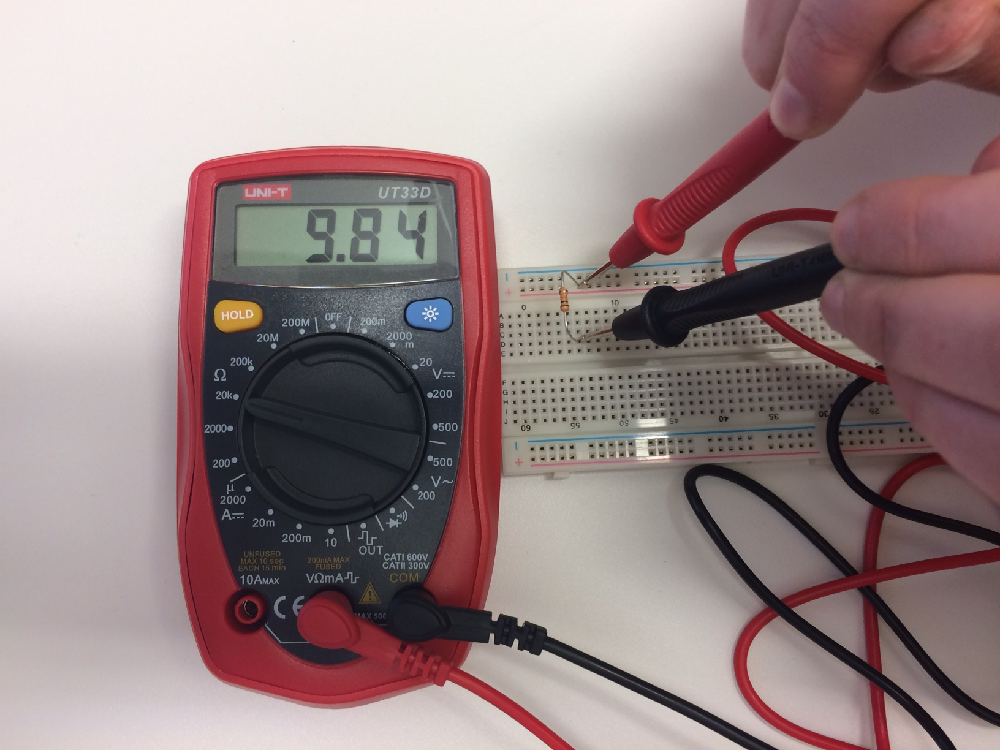 UNI-T UT33D
9.84
HOLD
200M OFF 200m
20M 2000 m
200k 20
Ω V⎓
20k 200
2000 500
200 500
μ V~
2000 200
A⎓
20m
200m 10 OUT
UNFUSED
MAX 10 sec
EACH 15 min
10AMAX
200mA MAX
FUSED
VΩmA
CATI 600V
CATII 300V
COM
CE
MAX 500
+
0 10
A
B
C
D
E
F
G
H
I
J
60 55 50 45 40 35 30 25
+
UNI-T